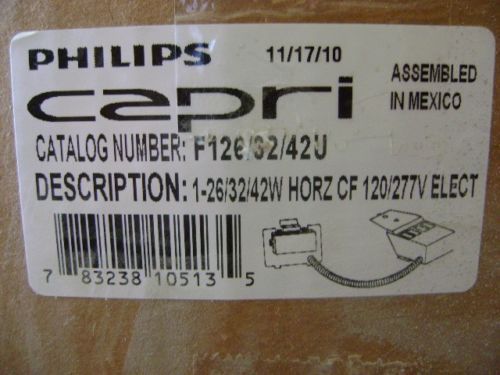 PHILIPS 11/17/10
ASSEMBLED
IN MEXICO
capri
CATALOG NUMBER: F126/32/42U
DESCRIPTION: 1-26/32/42W HORZ CF 120/277V ELECT
7 83238 10513 5